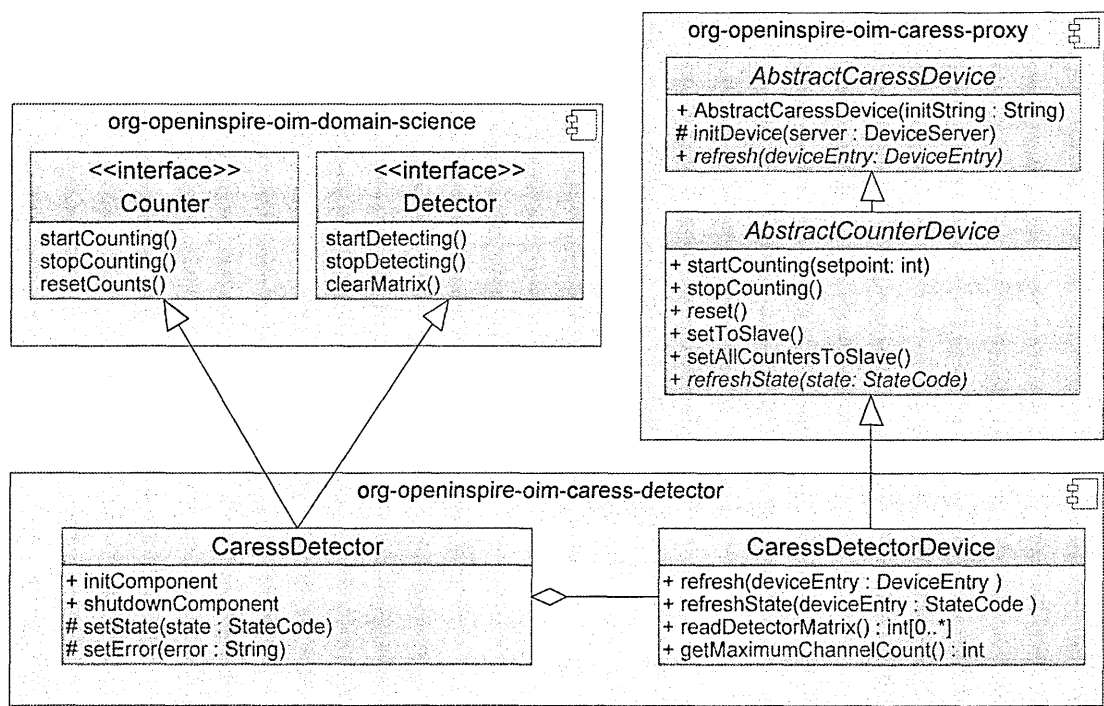 org-openinspire-oim-caress-proxy
AbstractCaressDevice
+ AbstractCaressDevice(initString : String)
# initDevice(server : DeviceServer)
+ refresh(deviceEntry: DeviceEntry)
AbstractCounterDevice
+ startCounting(setpoint: int)
+ stopCounting()
+ reset()
+ setToSlave()
+ setAllCountersToSlave()
+ refreshState(state: StateCode)
org-openinspire-oim-domain-science
<<interface>>
Counter
startCounting()
stopCounting()
resetCounts()
<<interface>>
Detector
startDetecting()
stopDetecting()
clearMatrix()
org-openinspire-oim-caress-detector
CaressDetector
+ initComponent
+ shutdownComponent
# setState(state : StateCode)
# setError(error : String)
CaressDetectorDevice
+ refresh(deviceEntry : DeviceEntry )
+ refreshState(deviceEntry : StateCode )
+ readDetectorMatrix() : int[0..*]
+ getMaximumChannelCount() : int